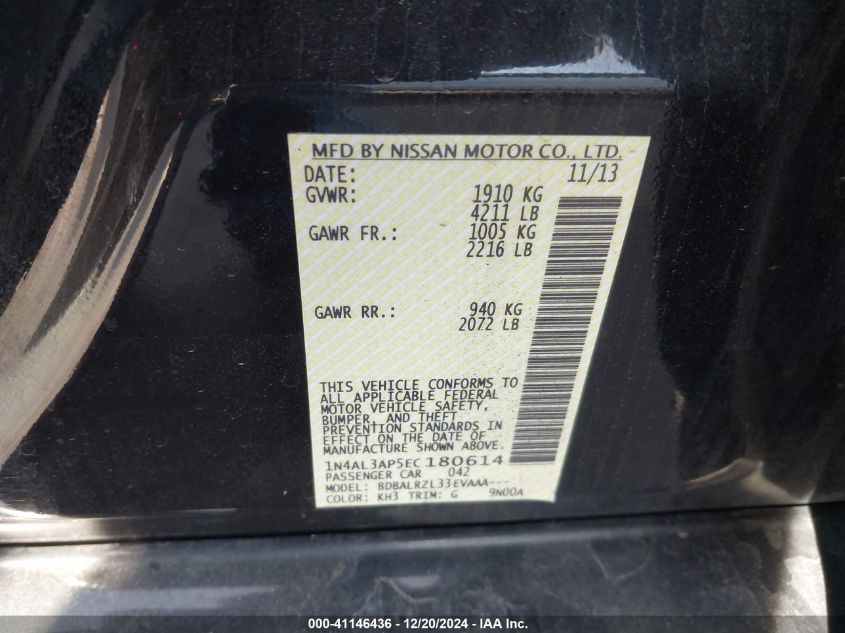 MFD BY NISSAN MOTOR CO., LTD.
DATE: 11/13
GVWR: 1910 KG
4211 LB
GAWR FR.: 1005 KG
2216 LB
GAWR RR.: 940 KG
2072 LB
THIS VEHICLE CONFORMS TO
ALL APPLICABLE FEDERAL
MOTOR VEHICLE SAFETY,
BUMPER, AND THEFT
PREVENTION STANDARDS IN
EFFECT ON THE DATE OF
MANUFACTURE SHOWN ABOVE.
1N4AL3AP5EC180614
PASSENGER CAR 042
MODEL: BDBALRZL33EVAAA---
COLOR: KH3 TRIM: G 9N00A
000-41146436 - 12/20/2024 - IAA Inc.